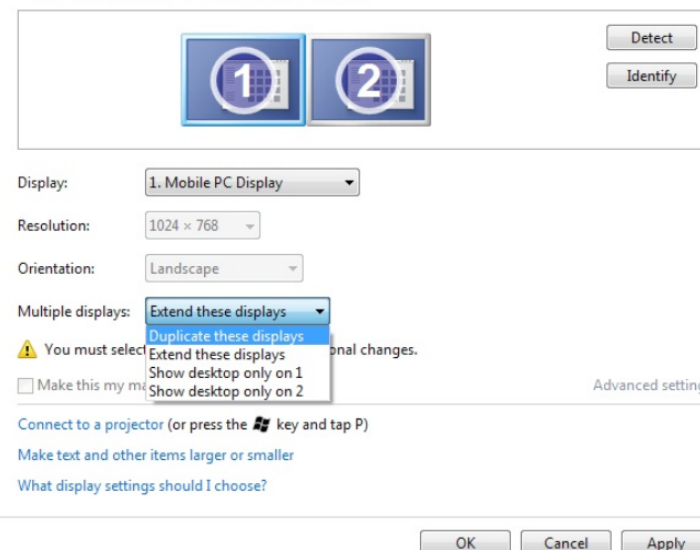 1
2
Detect
Identify
Display: 1. Mobile PC Display
Resolution: 1024 × 768
Orientation: Landscape
Multiple displays: Extend these displays
Duplicate these displays
Extend these displays
Show desktop only on 1
Show desktop only on 2
You must select onal changes.
Make this my ma
Advanced setting
Connect to a projector (or press the key and tap P)
Make text and other items larger or smaller
What display settings should I choose?
OK Cancel Apply